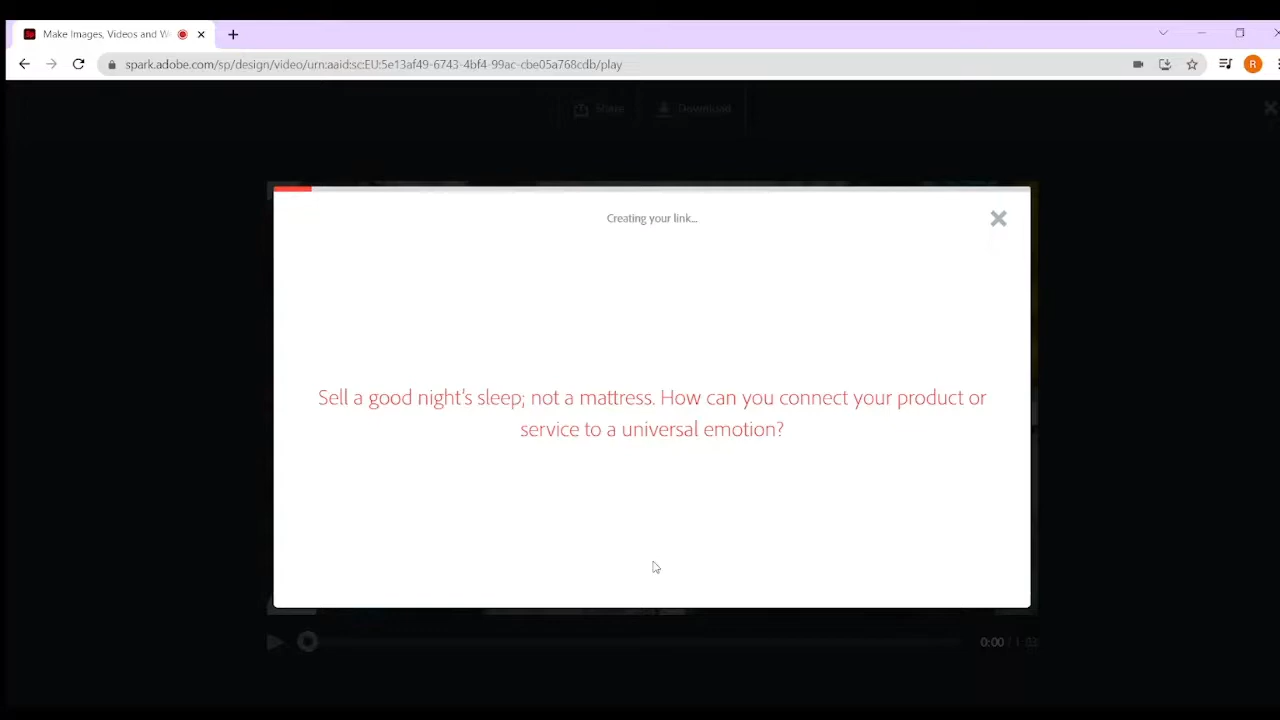 Make Images, Videos and W
spark.adobe.com/sp/design/video/urn:aaid:sc:EU:5e13af49-6743-4bf4-99ac-cbe05a768cdb/play
R
Share
Download
Creating your link...
Sell a good night's sleep; not a mattress. How can you connect your product or
service to a universal emotion?
0:00 /